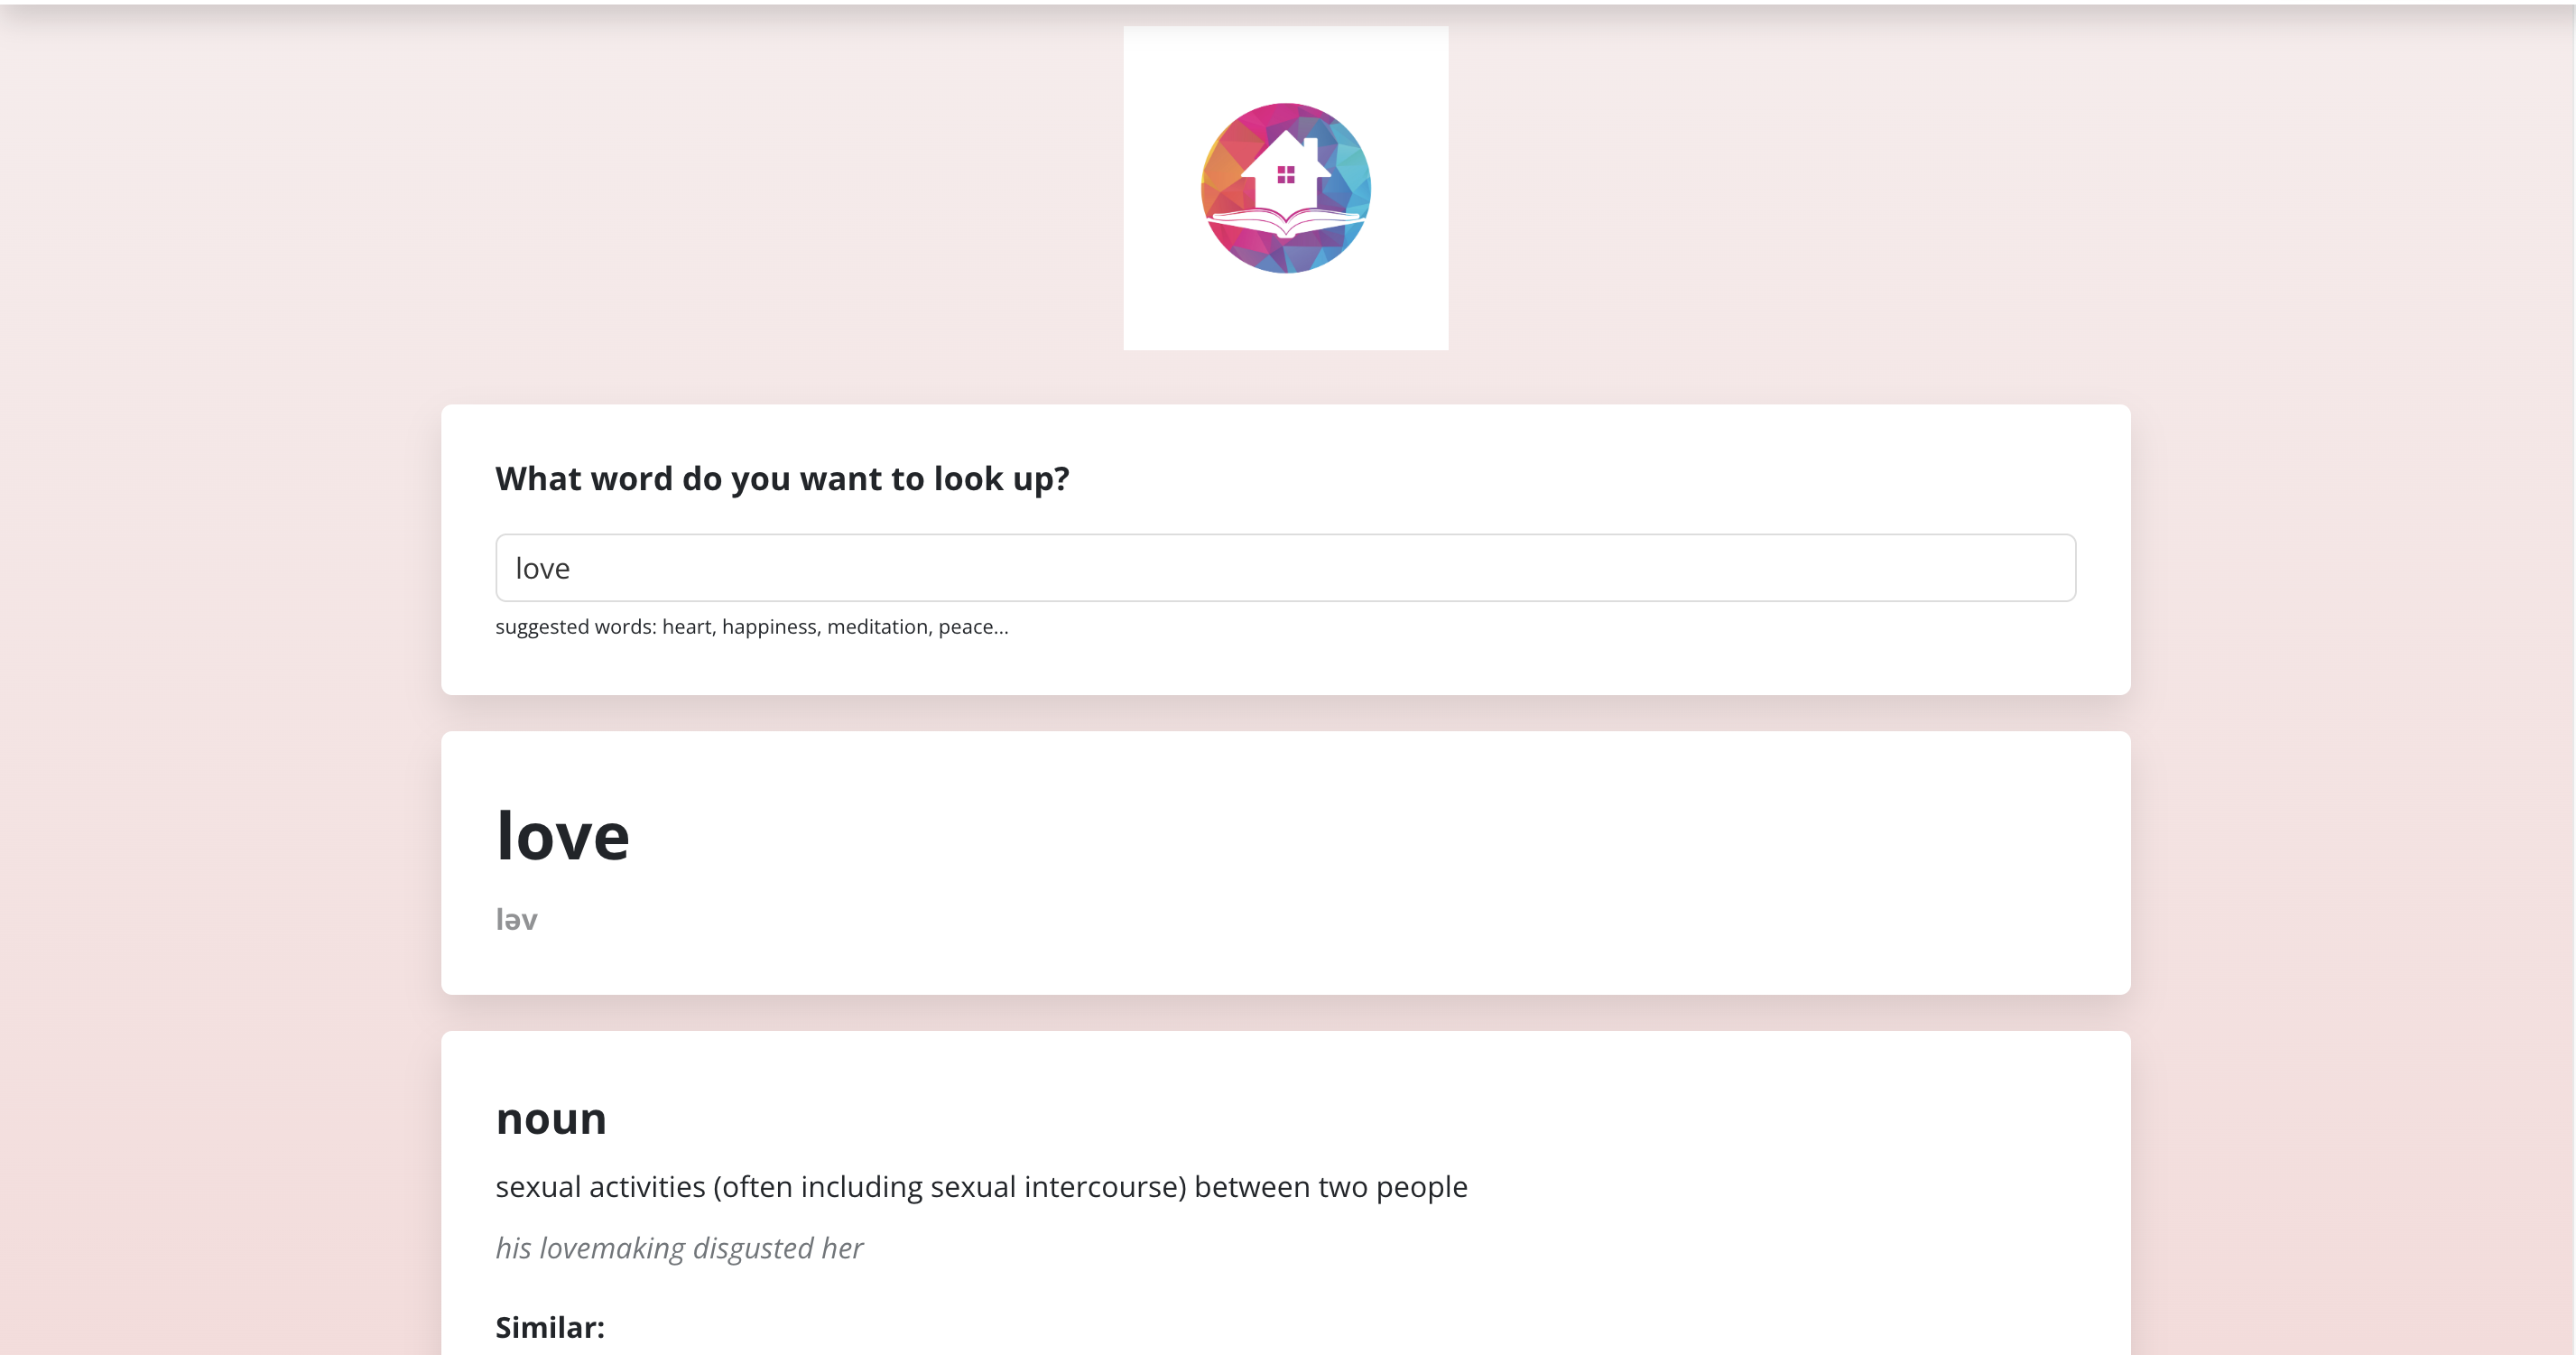 What word do you want to look up?
love
suggested words: heart, happiness, meditation, peace...
love
ləv
noun
sexual activities (often including sexual intercourse) between two people
his lovemaking disgusted her
Similar: